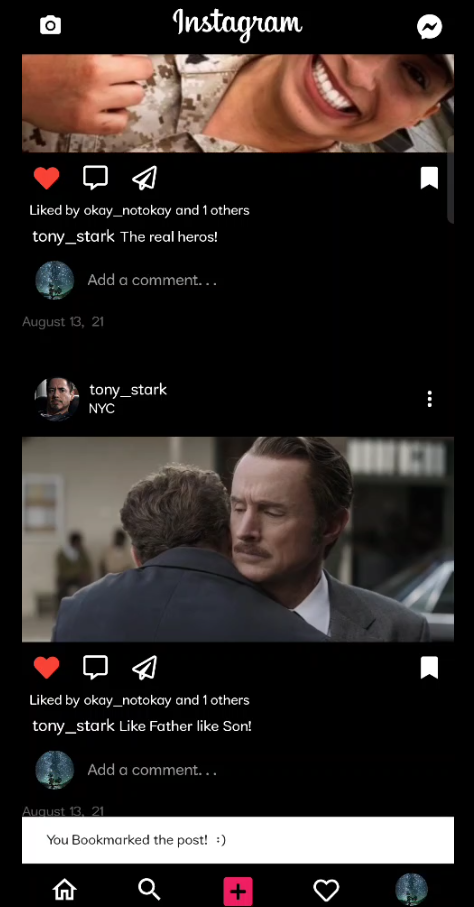 Instagram
Liked by okay_notokay and 1 others
tony_stark The real heros!
Add a comment...
August 13, 21
tony_stark
NYC
Liked by okay_notokay and 1 others
tony_stark Like Father like Son!
Add a comment...
August 13, 21
You Bookmarked the post! :)